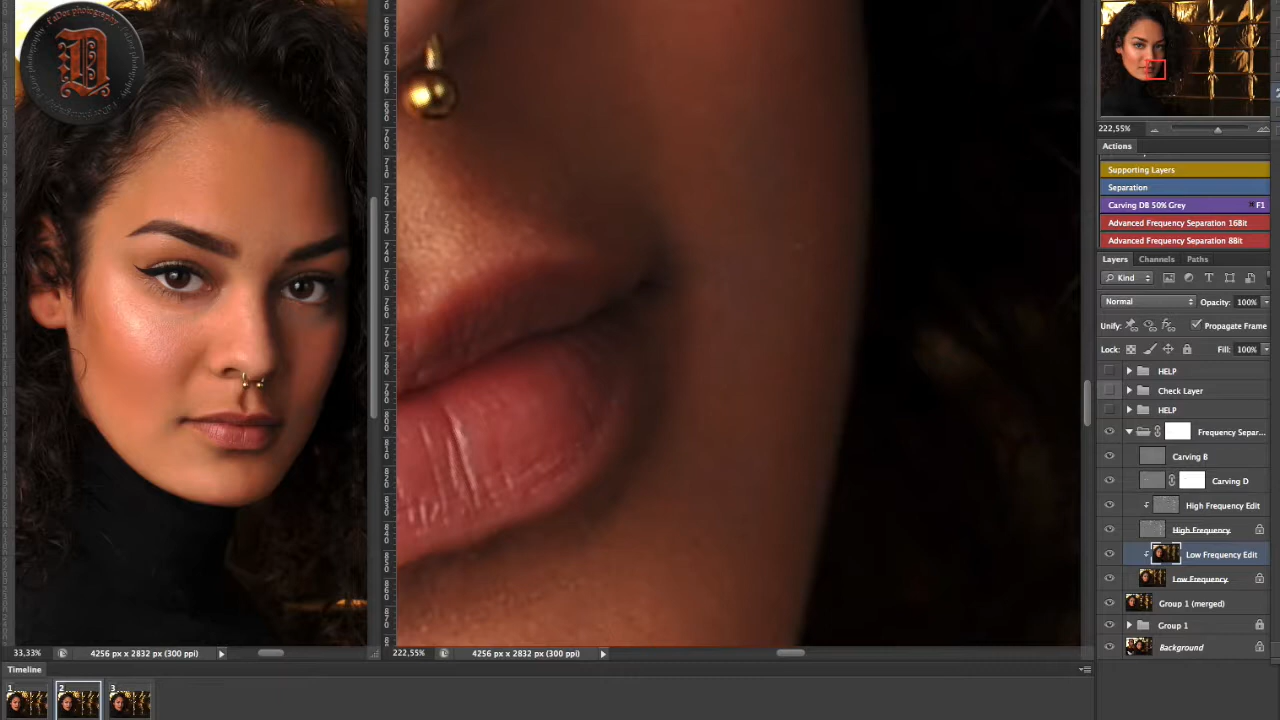 FaDot photography
D
222,55%
Actions
Supporting Layers
Separation
Carving DB 50% Grey
F1
Advanced Frequency Separation 16Bit
Advanced Frequency Separation 8Bit
Layers
Channels
Paths
Kind
Normal
Opacity: 100%
Unify:
Propagate Frame
Lock:
Fill: 100%
HELP
Check Layer
HELP
Frequency Separ...
Carving B
Carving D
High Frequency Edit
High Frequency
Low Frequency Edit
Low Frequency
Group 1 (merged)
Group 1
Background
33,33%
4256 px x 2832 px (300 ppi)
222,55%
4256 px x 2832 px (300 ppi)
Timeline
1
2
3